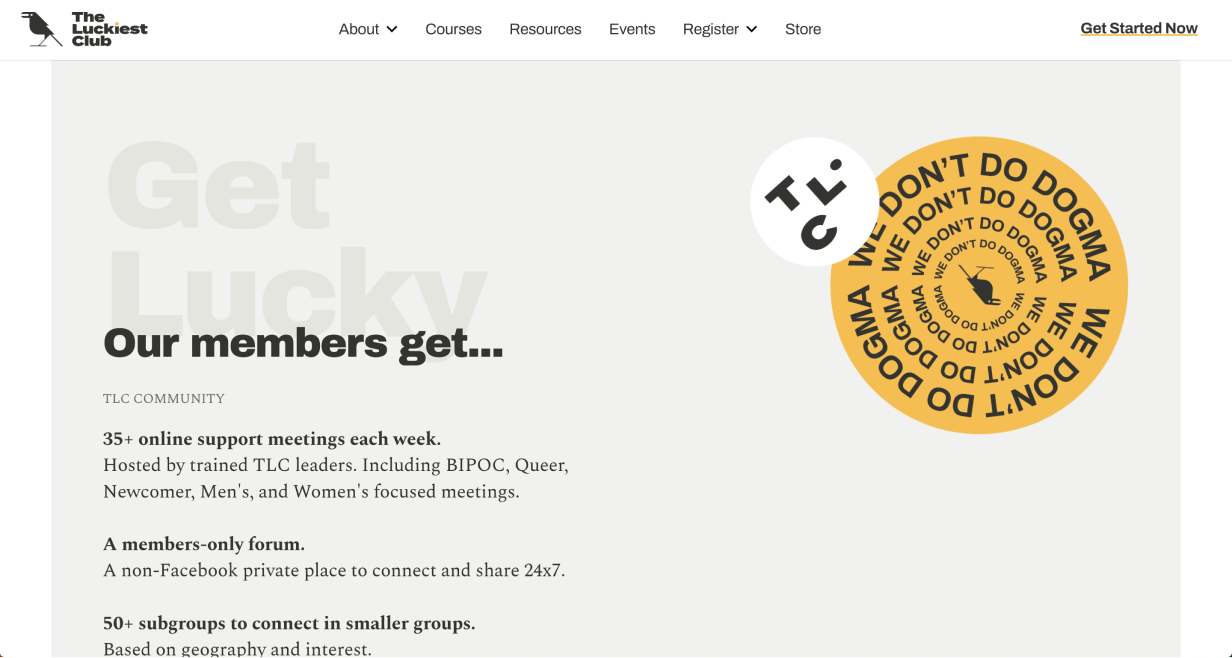 The
Luckiest
Club
About
Courses
Resources
Events
Register
Store
Get Started Now
Get
Lucky
Our members get...
TLC COMMUNITY
35+ online support meetings each week.
Hosted by trained TLC leaders. Including BIPOC, Queer,
Newcomer, Men's, and Women's focused meetings.
A members-only forum.
A non-Facebook private place to connect and share 24x7.
50+ subgroups to connect in smaller groups.
Based on geography and interest.
TLC.
WE DON'T DO DOGMA WE DON'T DO DOGMA
WE DON'T DO DOGMA WE DON'T DO DOGMA
WE DON'T DO DOGMA WE DON'T DO DOGMA
WE DON'T DO DOGMA WE DON'T DO DOGMA